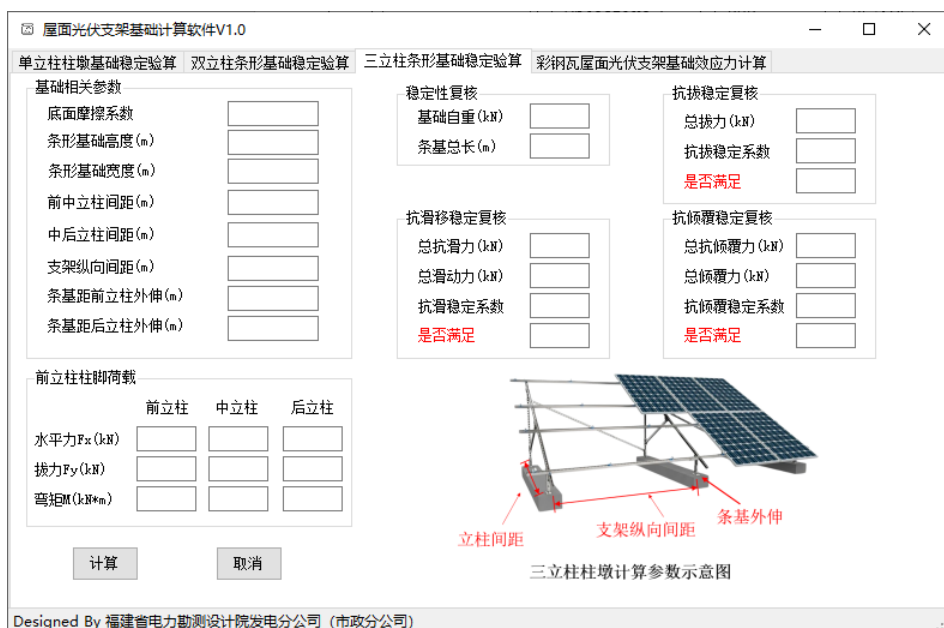 屋面光伏支架基础计算软件V1.0
单立柱柱墩基础稳定验算 双立柱条形基础稳定验算 三立柱条形基础稳定验算 彩钢瓦屋面光伏支架基础效应力计算
基础相关参数
底面摩擦系数
条形基础高度(m)
条形基础宽度(m)
前中立柱间距(m)
中后立柱间距(m)
支架纵向间距(m)
条基距前立柱外伸(m)
条基距后立柱外伸(m)
稳定性复核
基础自重(kN)
条基总长(m)
抗拔稳定复核
总拔力(kN)
抗拔稳定系数
是否满足
抗滑移稳定复核
总抗滑力(kN)
总滑动力(kN)
抗滑稳定系数
是否满足
抗倾覆稳定复核
总抗倾覆力(kN)
总倾覆力(kN)
抗倾覆稳定系数
是否满足
前立柱柱脚荷载
前立柱 中立柱 后立柱
水平力Fx(kN)
拔力Fy(kN)
弯矩M(kN*m)
计算 取消
立柱间距
支架纵向间距
条基外伸
三立柱柱墩计算参数示意图
Designed By 福建省电力勘测设计院发电分公司（市政分公司）